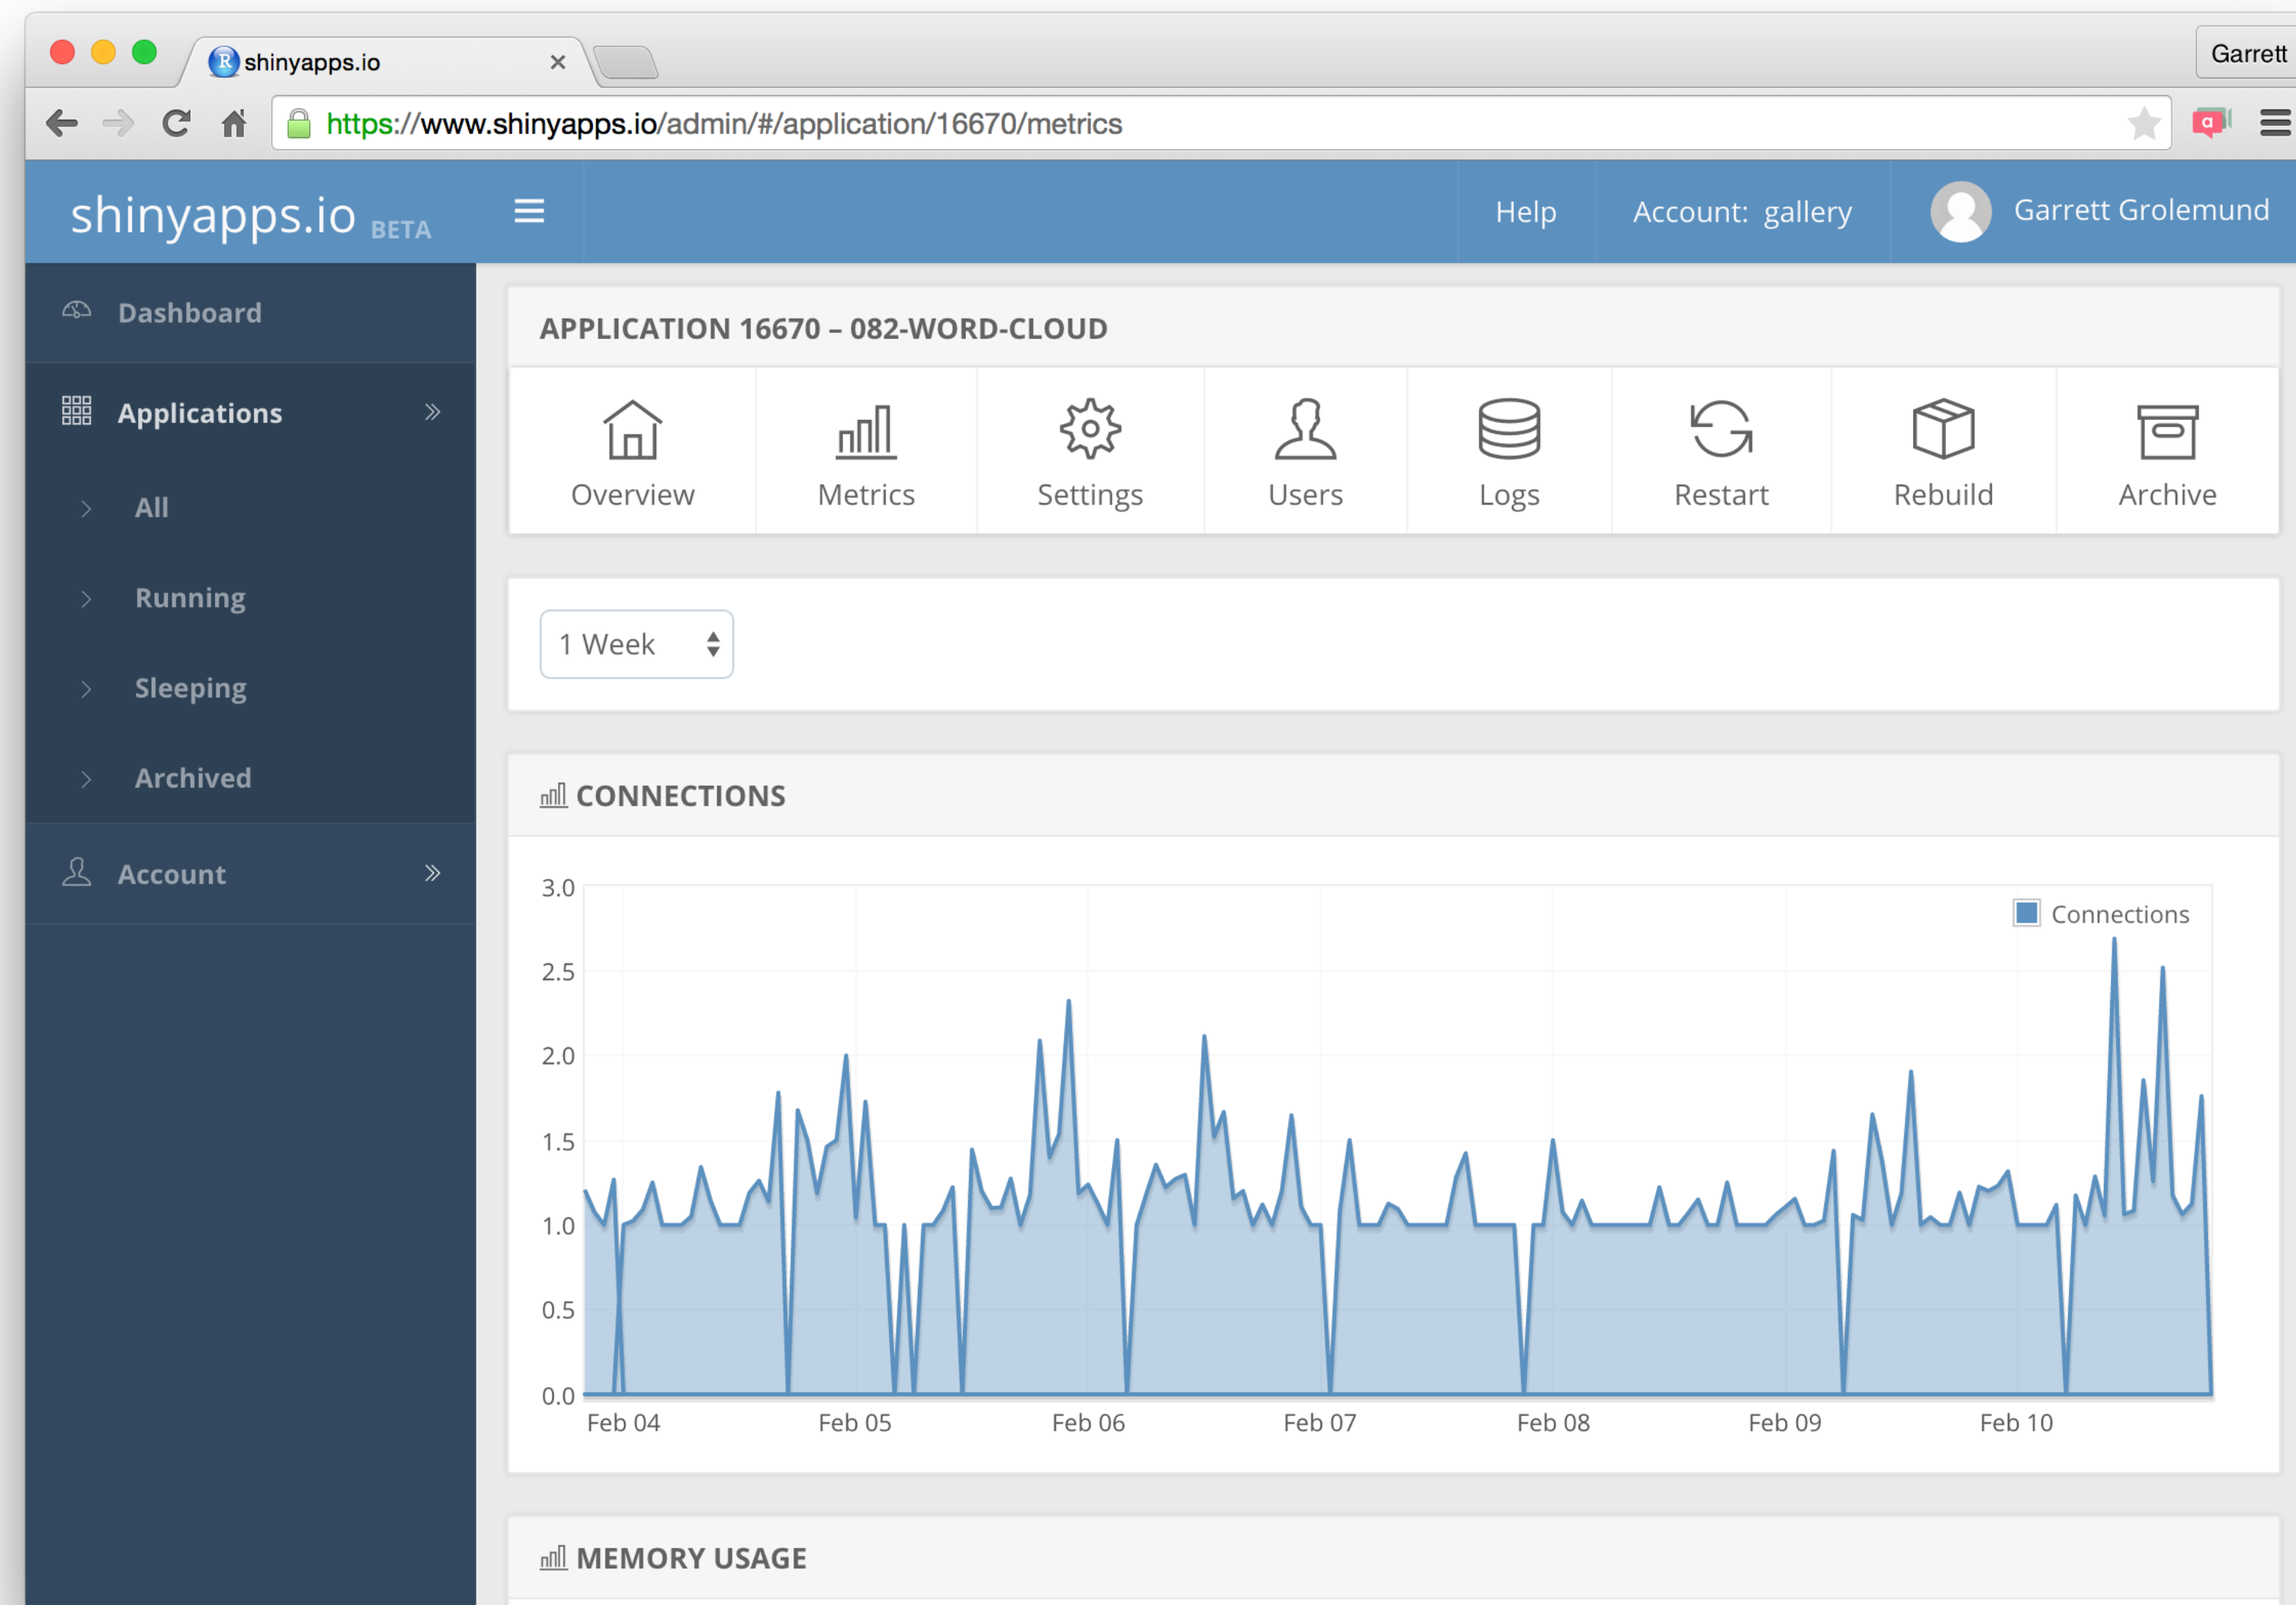 shinyapps.io
Garrett
https://www.shinyapps.io/admin/#/application/16670/metrics
shinyapps.io BETA
Help
Account: gallery
Garrett Grolemund
Dashboard
Applications
All
Running
Sleeping
Archived
Account
APPLICATION 16670 – 082-WORD-CLOUD
Overview
Metrics
Settings
Users
Logs
Restart
Rebuild
Archive
1 Week
CONNECTIONS
3.0
2.5
2.0
1.5
1.0
0.5
0.0
Connections
Feb 04
Feb 05
Feb 06
Feb 07
Feb 08
Feb 09
Feb 10
MEMORY USAGE